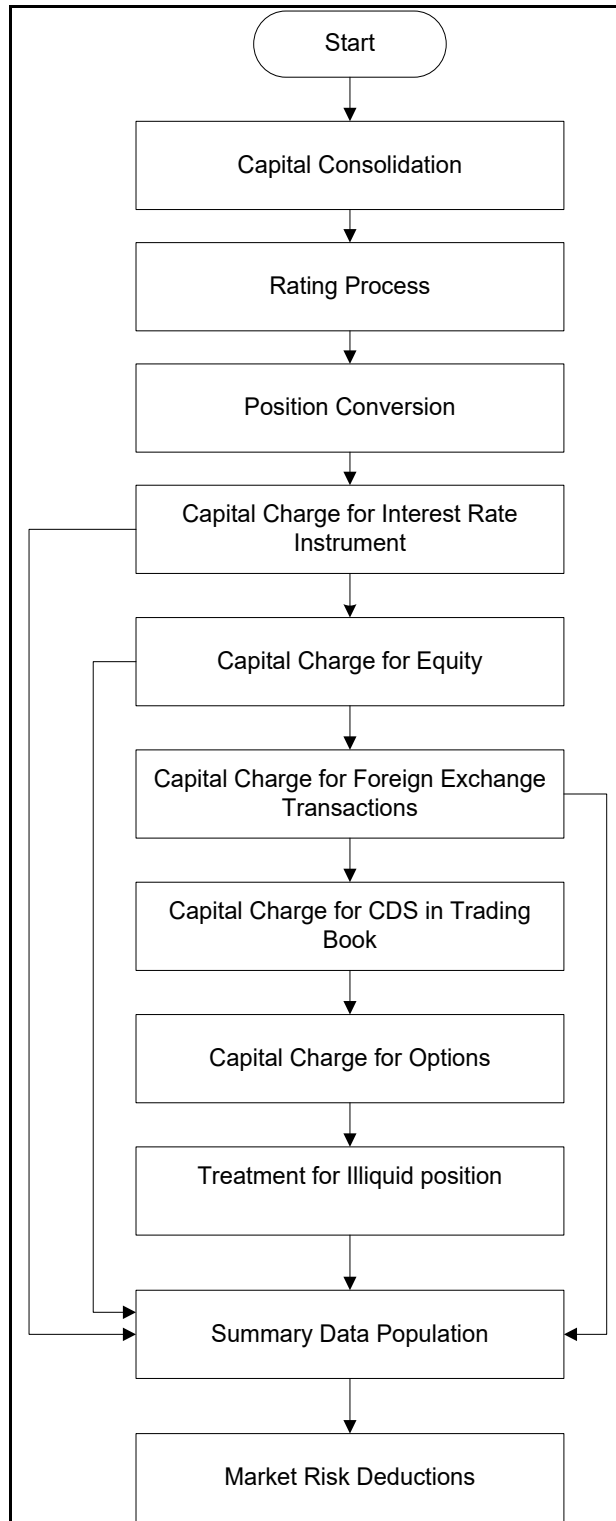 Start
Capital Consolidation
Rating Process
Position Conversion
Capital Charge for Interest Rate
Instrument
Capital Charge for Equity
Capital Charge for Foreign Exchange
Transactions
Capital Charge for CDS in Trading
Book
Capital Charge for Options
Treatment for Illiquid position
Summary Data Population
Market Risk Deductions